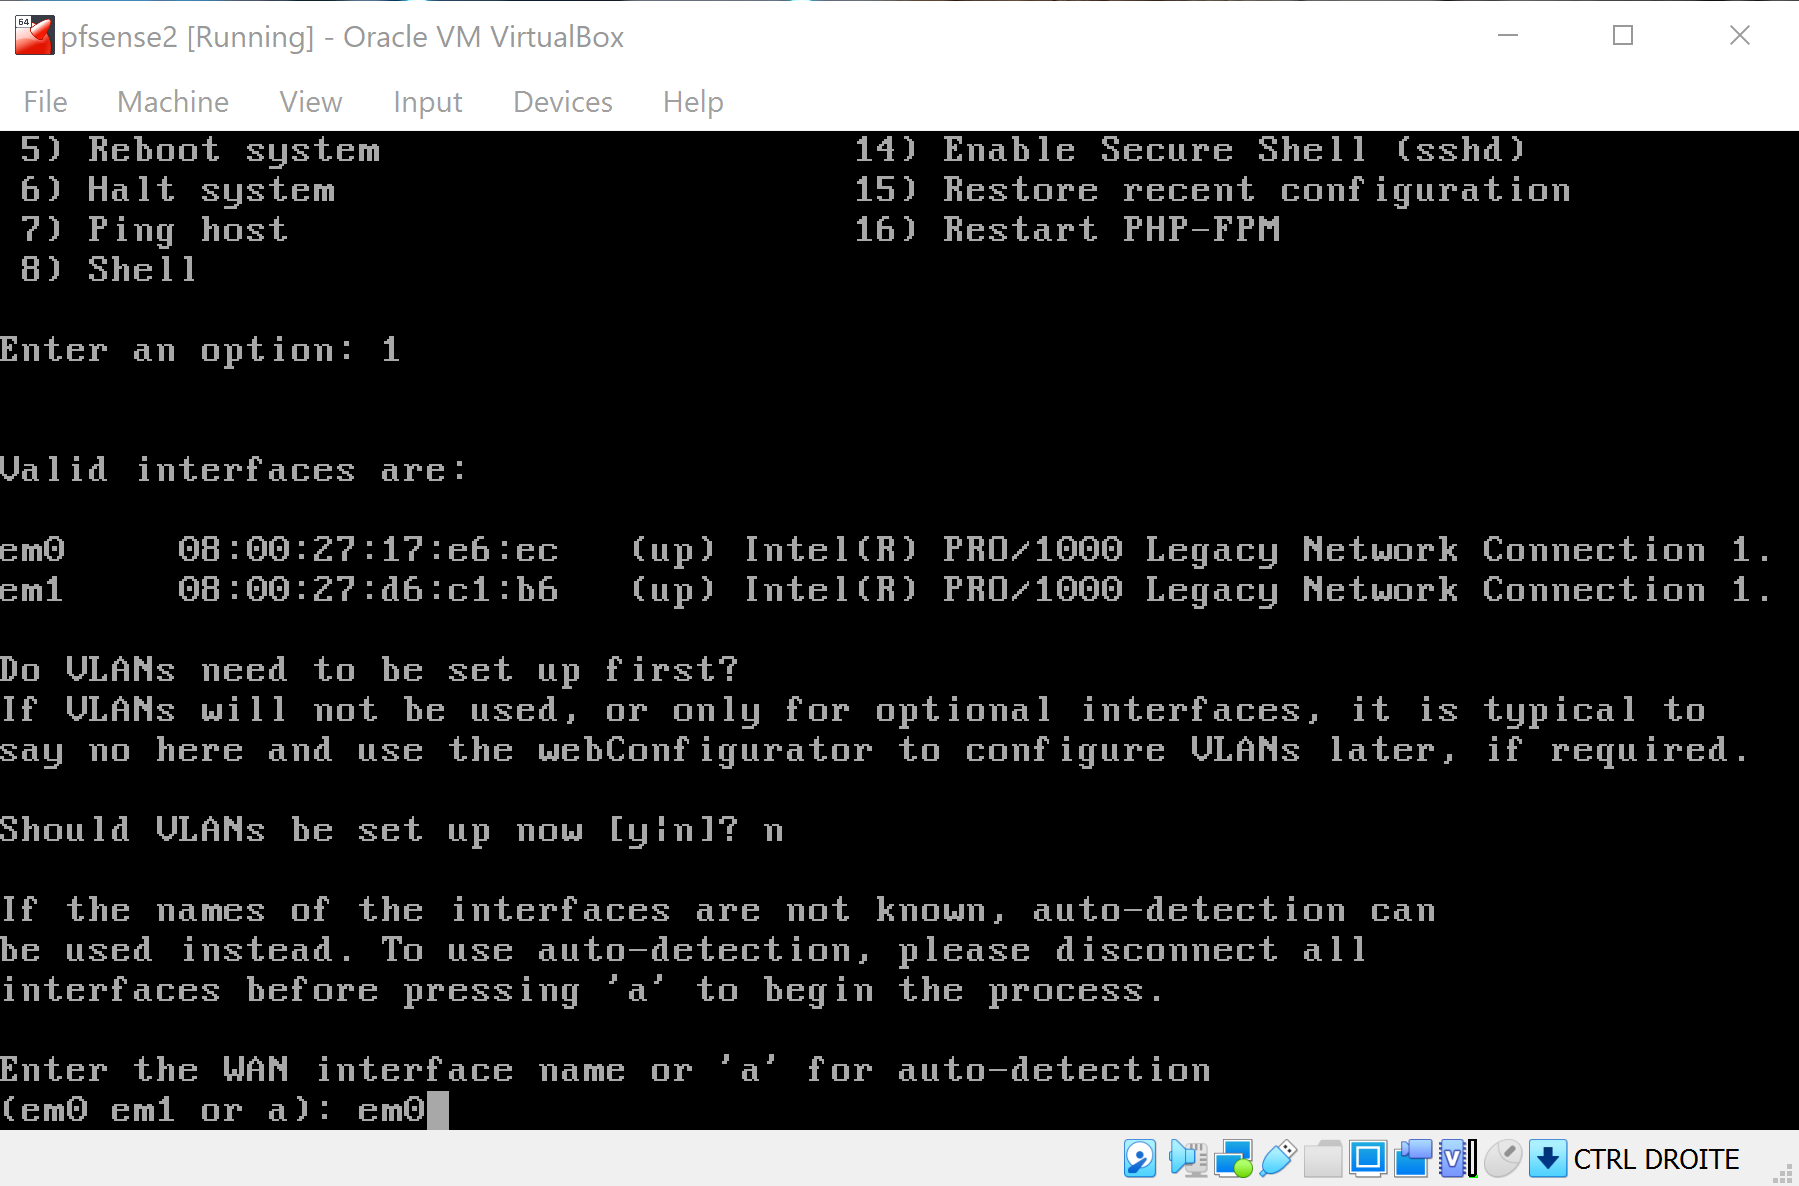 64
pfsense2 [Running] - Oracle VM VirtualBox
File Machine View Input Devices Help
5) Reboot system 14) Enable Secure Shell (sshd)
6) Halt system 15) Restore recent configuration
7) Ping host 16) Restart PHP-FPM
8) Shell
Enter an option: 1
Valid interfaces are:
em0 08:00:27:17:e6:ec (up) Intel(R) PRO/1000 Legacy Network Connection 1.
em1 08:00:27:d6:c1:b6 (up) Intel(R) PRO/1000 Legacy Network Connection 1.
Do VLANs need to be set up first?
If VLANs will not be used, or only for optional interfaces, it is typical to
say no here and use the webConfigurator to configure VLANs later, if required.
Should VLANs be set up now [y|n]? n
If the names of the interfaces are not known, auto-detection can
be used instead. To use auto-detection, please disconnect all
interfaces before pressing 'a' to begin the process.
Enter the WAN interface name or 'a' for auto-detection
(em0 em1 or a): em0
V
CTRL DROITE